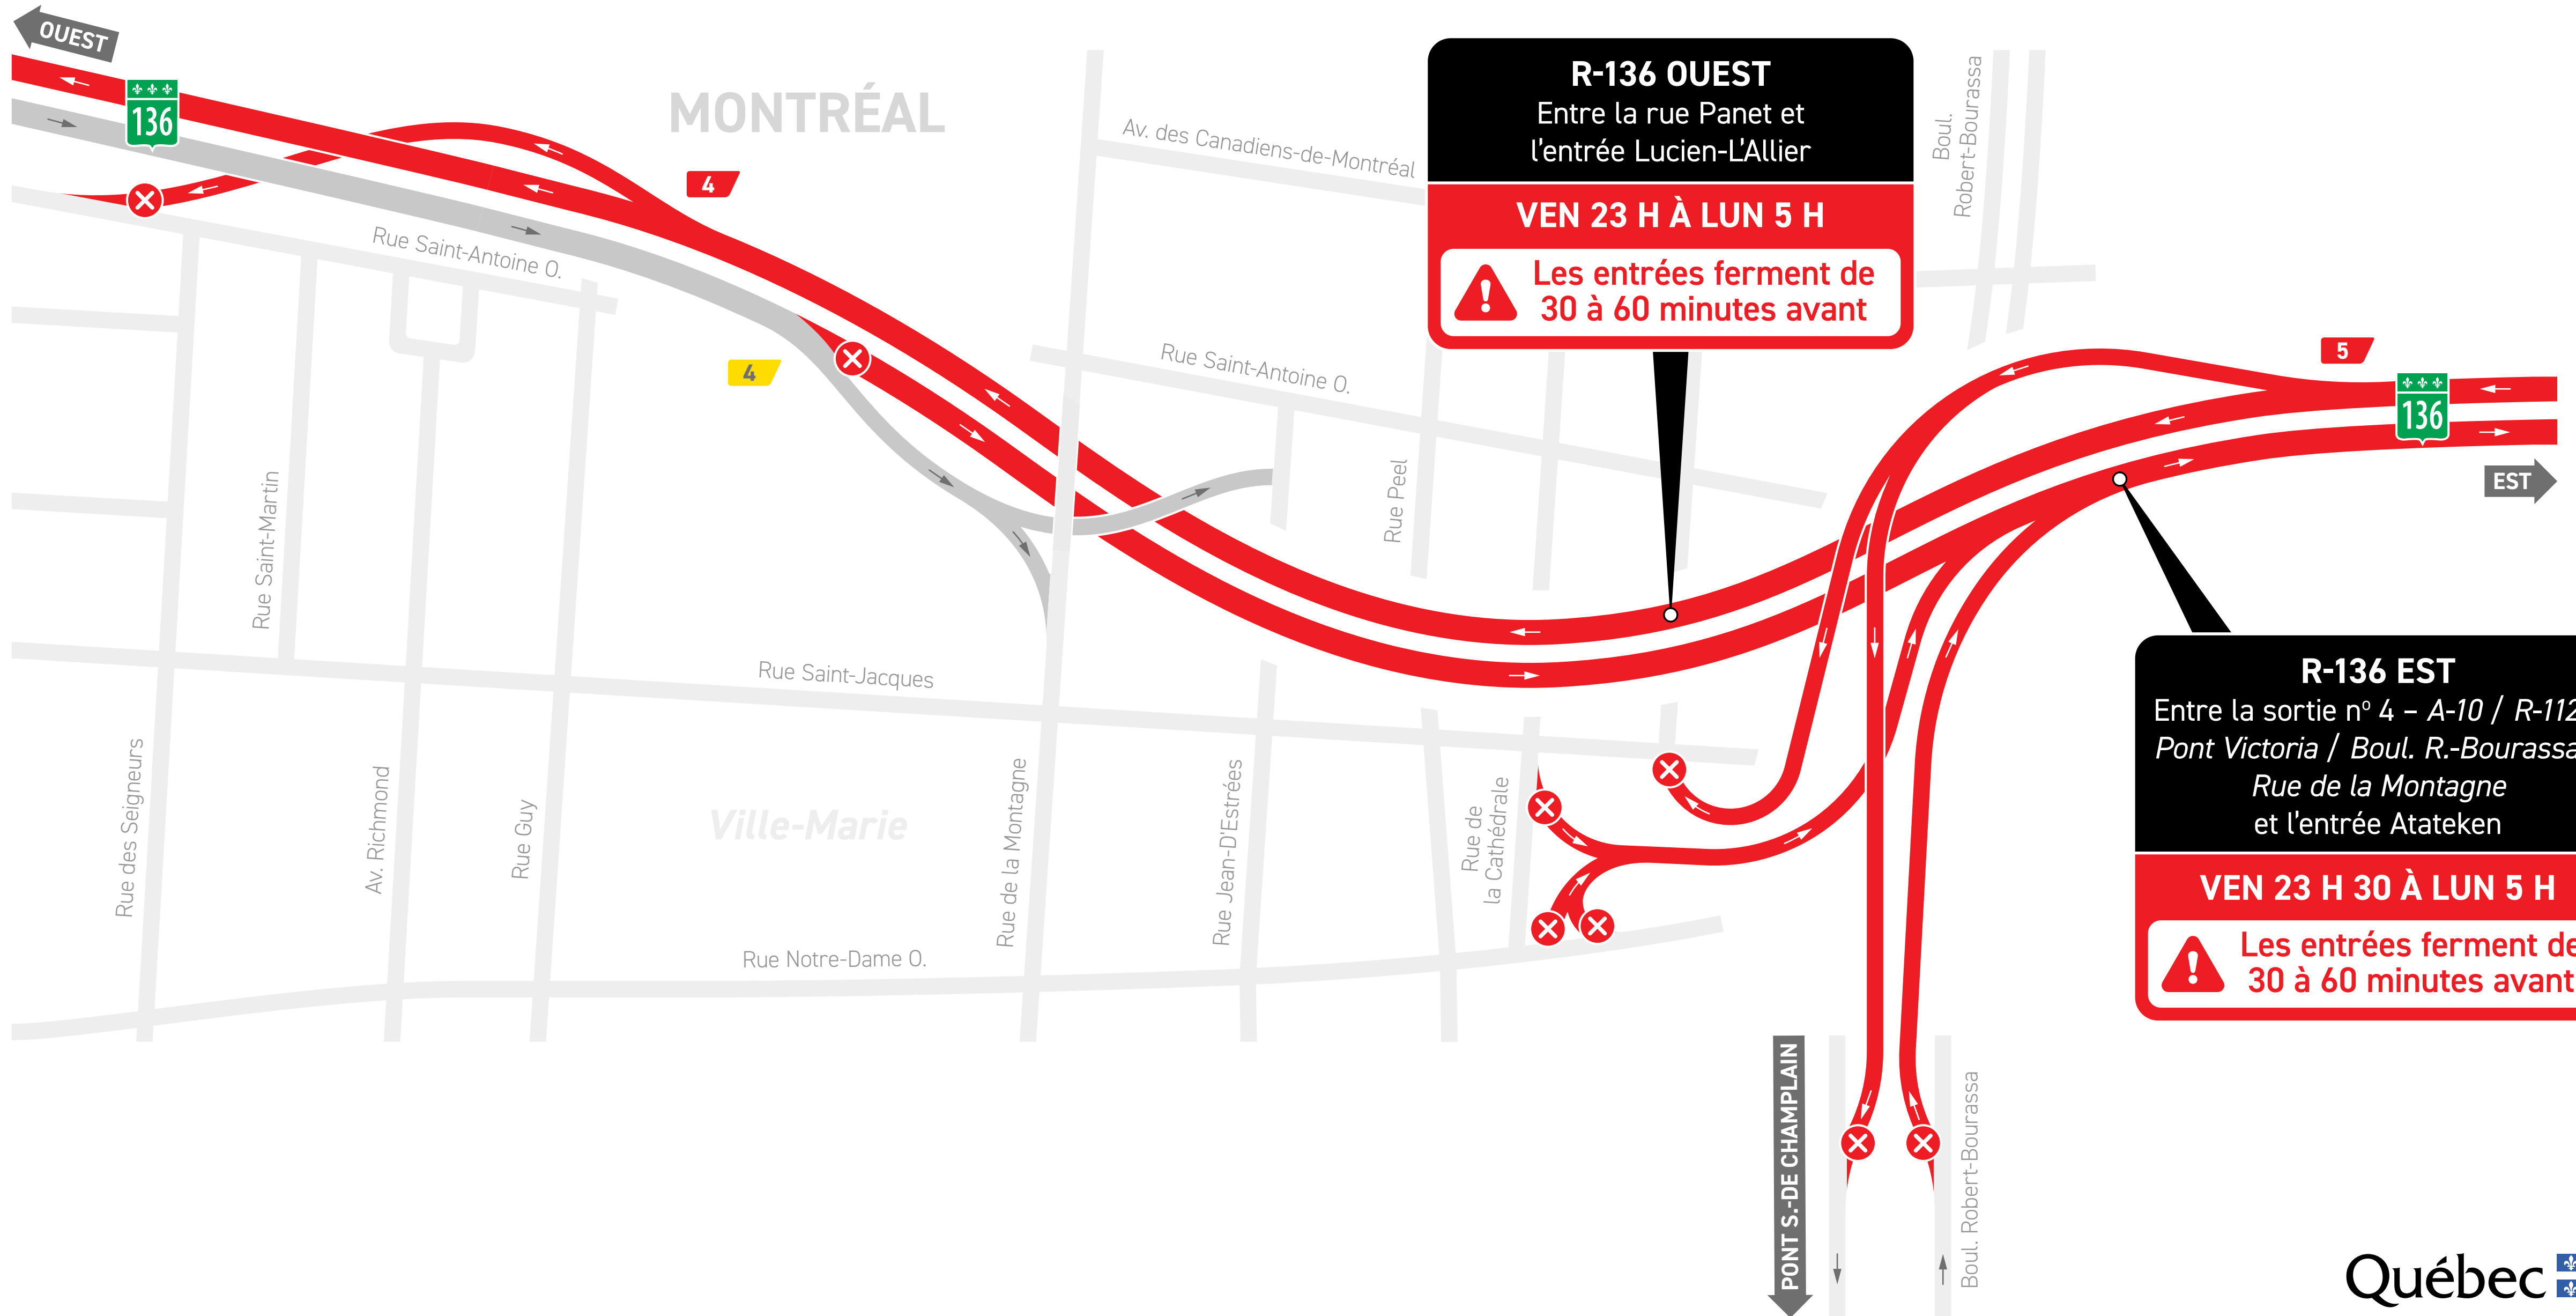 OUEST
136
MONTRÉAL
4
Av. des Canadiens-de-Montréal
R-136 OUEST
Entre la rue Panet et
l'entrée Lucien-L'Allier
VEN 23 H À LUN 5 H
Les entrées ferment de
30 à 60 minutes avant
Boul.
Robert-Bourassa
Rue Saint-Antoine O.
4
Rue Saint-Antoine O.
5
136
EST
Rue Saint-Martin
Rue Peel
Rue Saint-Jacques
R-136 EST
Entre la sortie nº 4 – A-10 / R-112
Pont Victoria / Boul. R.-Bourassa
Rue de la Montagne
et l'entrée Atateken
VEN 23 H 30 À LUN 5 H
Les entrées ferment de
30 à 60 minutes avant
Rue des Seigneurs
Av. Richmond
Rue Guy
Ville-Marie
Rue de la Montagne
Rue Jean-D'Estrées
Rue de
la Cathédrale
Rue Notre-Dame O.
PONT S.-DE CHAMPLAIN
Boul. Robert-Bourassa
Québec